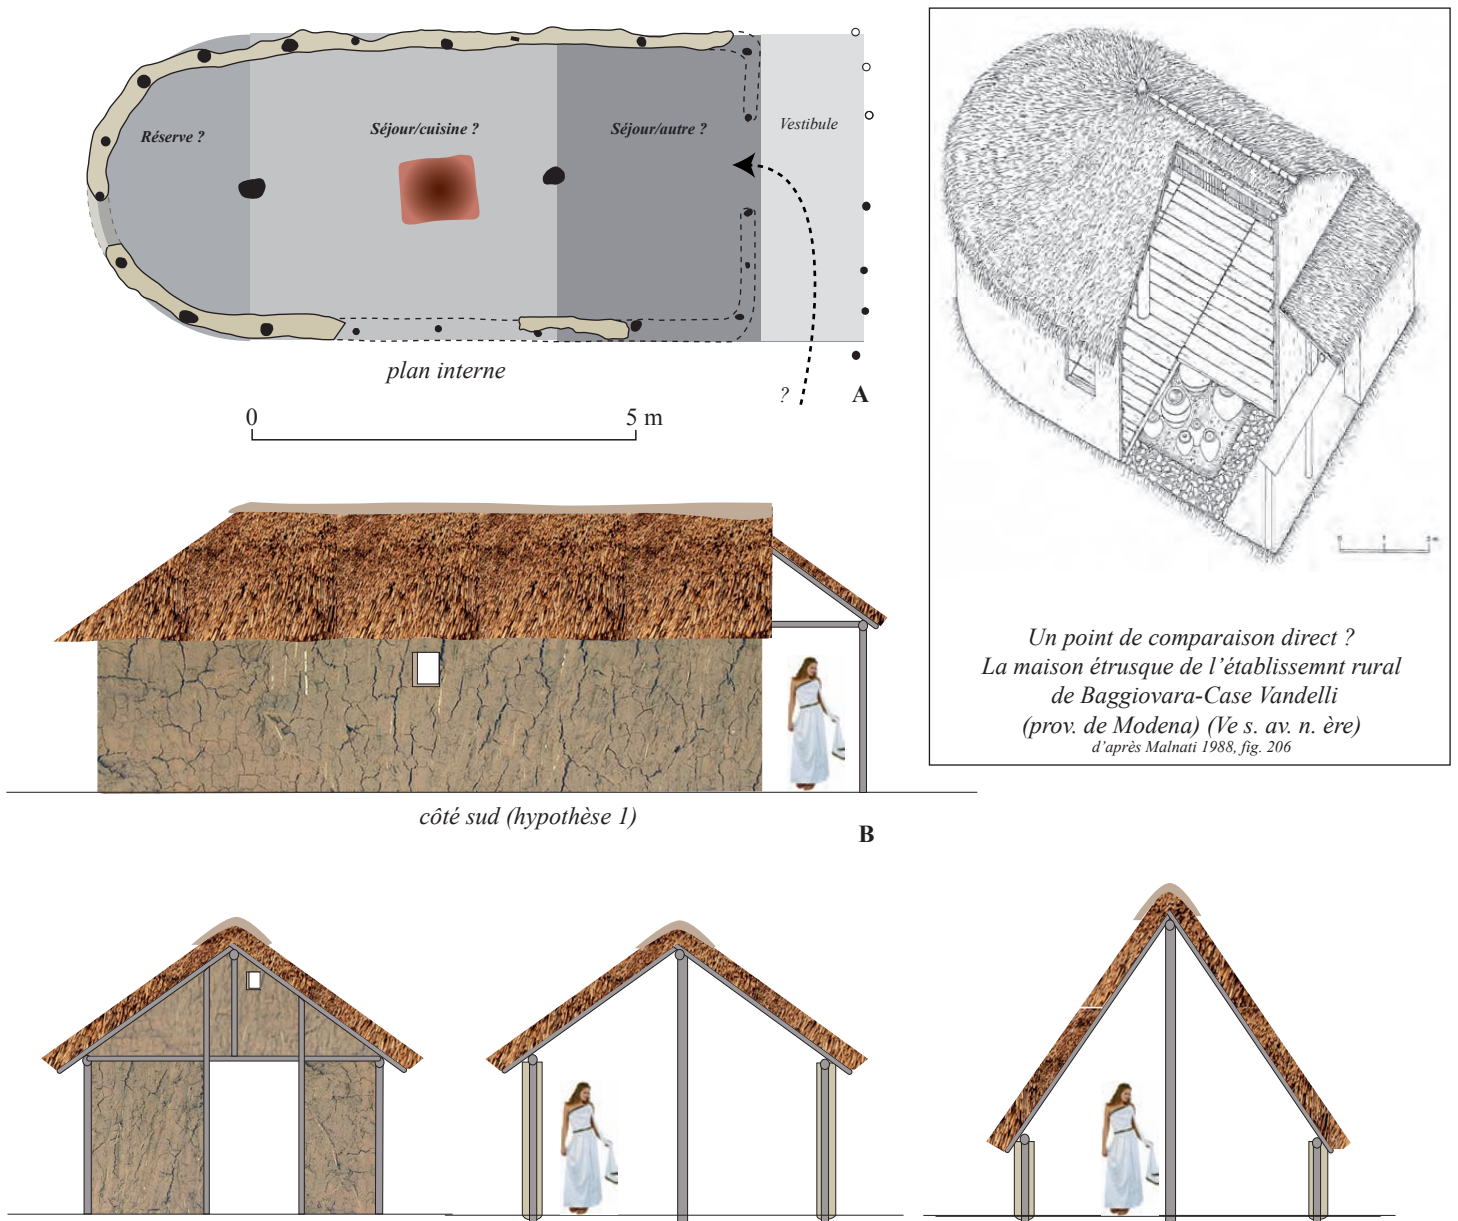 Réserve ?
Séjour/cuisine ?
Séjour/autre ?
Vestibule
plan interne
?
A
0
5 m
côté sud (hypothèse 1)
B
Un point de comparaison direct ?
La maison étrusque de l'établissemnt rural
de Baggiovara-Case Vandelli
(prov. de Modena) (Ve s. av. n. ère)
d'après Malnati 1988, fig. 206